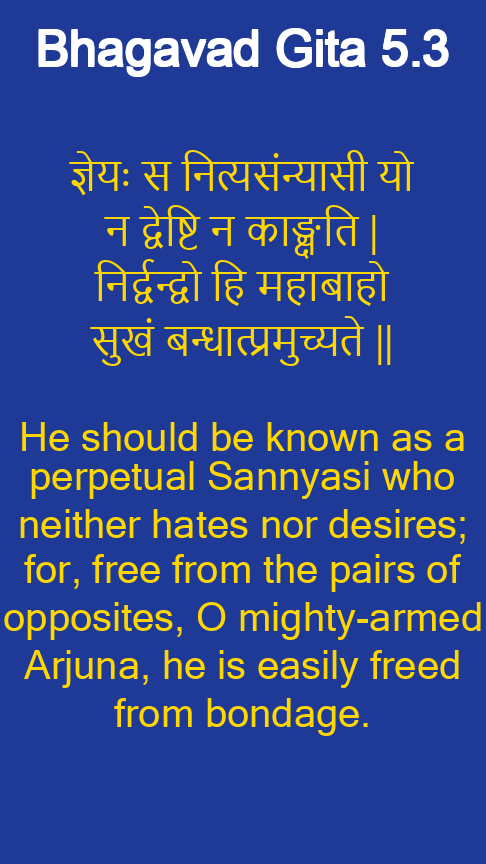 Bhagavad Gita 5.3
ज्ञेयः स नित्यसंन्यासी यो
न द्वेष्टि न काङ्क्षति |
निर्द्वन्द्वो हि महाबाहो
सुखं बन्धात्प्रमुच्यते ||
He should be known as a
perpetual Sannyasi who
neither hates nor desires;
for, free from the pairs of
opposites, O mighty-armed
Arjuna, he is easily freed
from bondage.